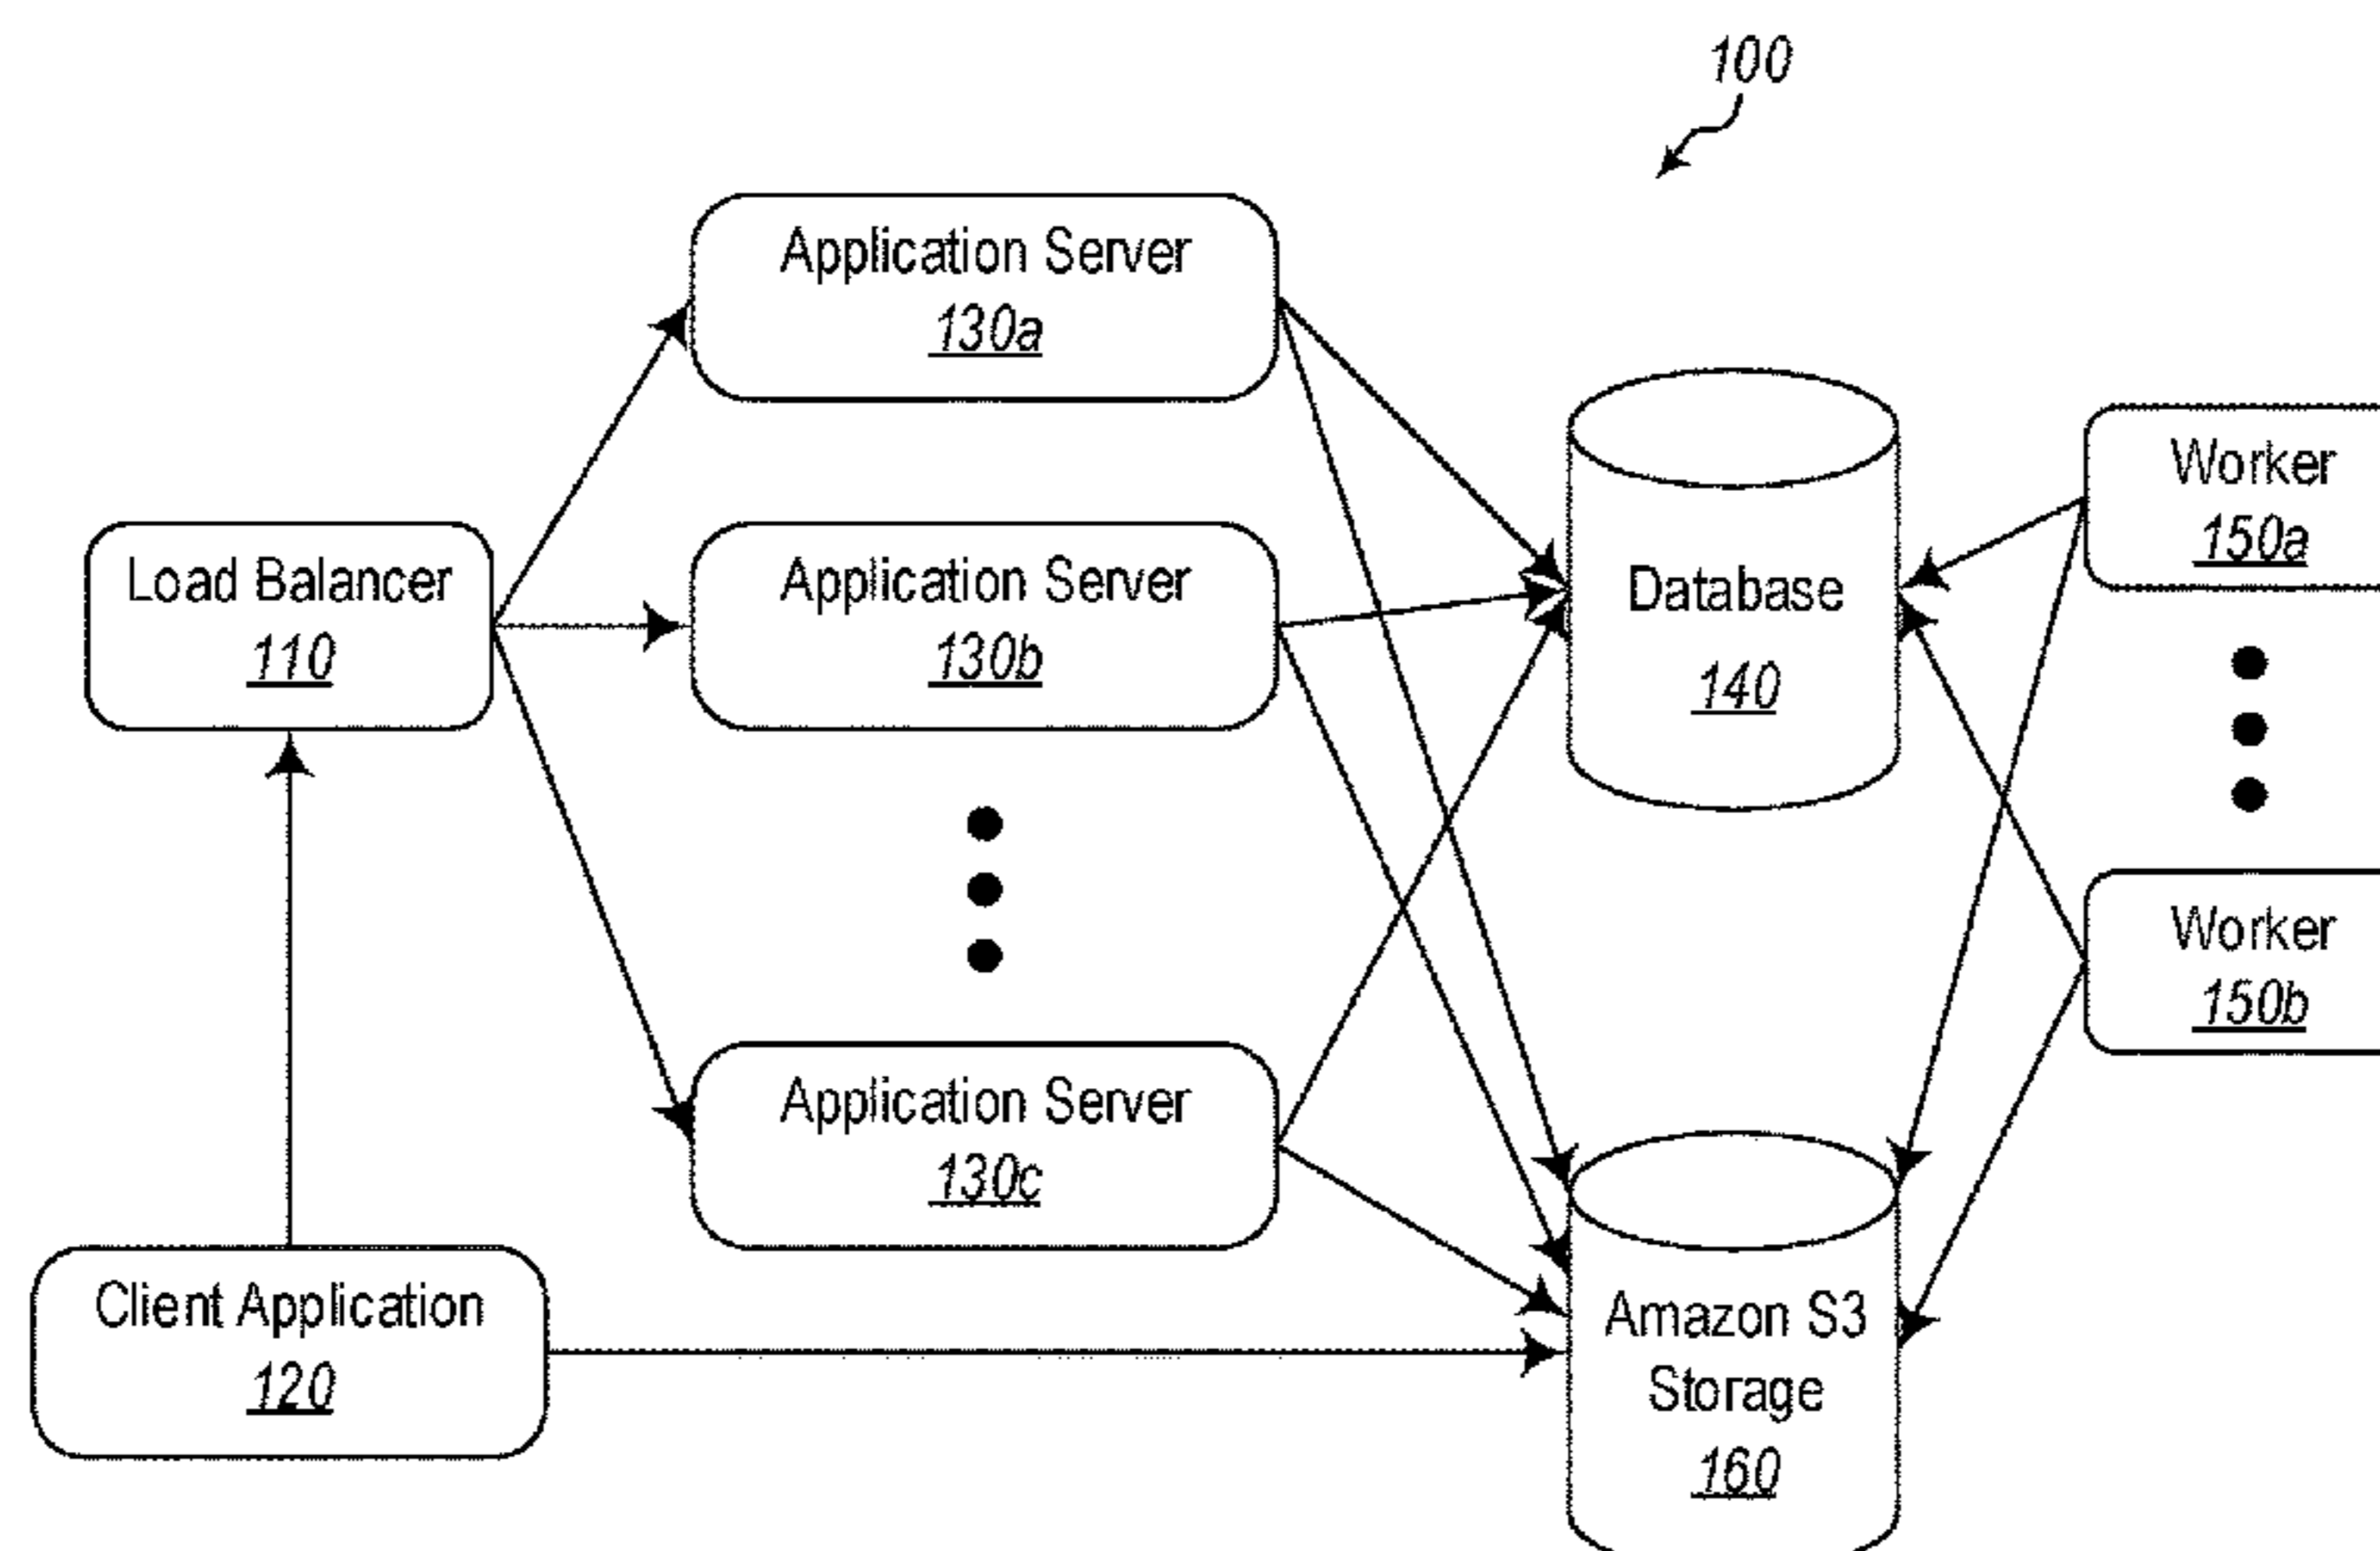 100
Application Server
130a
Load Balancer
110
Application Server
130b
Database
140
Worker
150a
Worker
150b
Application Server
130c
Client Application
120
Amazon S3
Storage
160